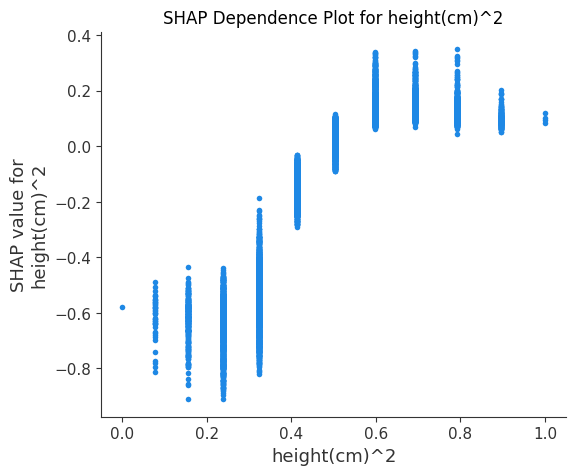 SHAP Dependence Plot for height(cm)^2
0.4
0.2
0.0
−0.2
−0.4
−0.6
−0.8
SHAP value for
height(cm)^2
0.0 0.2 0.4 0.6 0.8 1.0
height(cm)^2